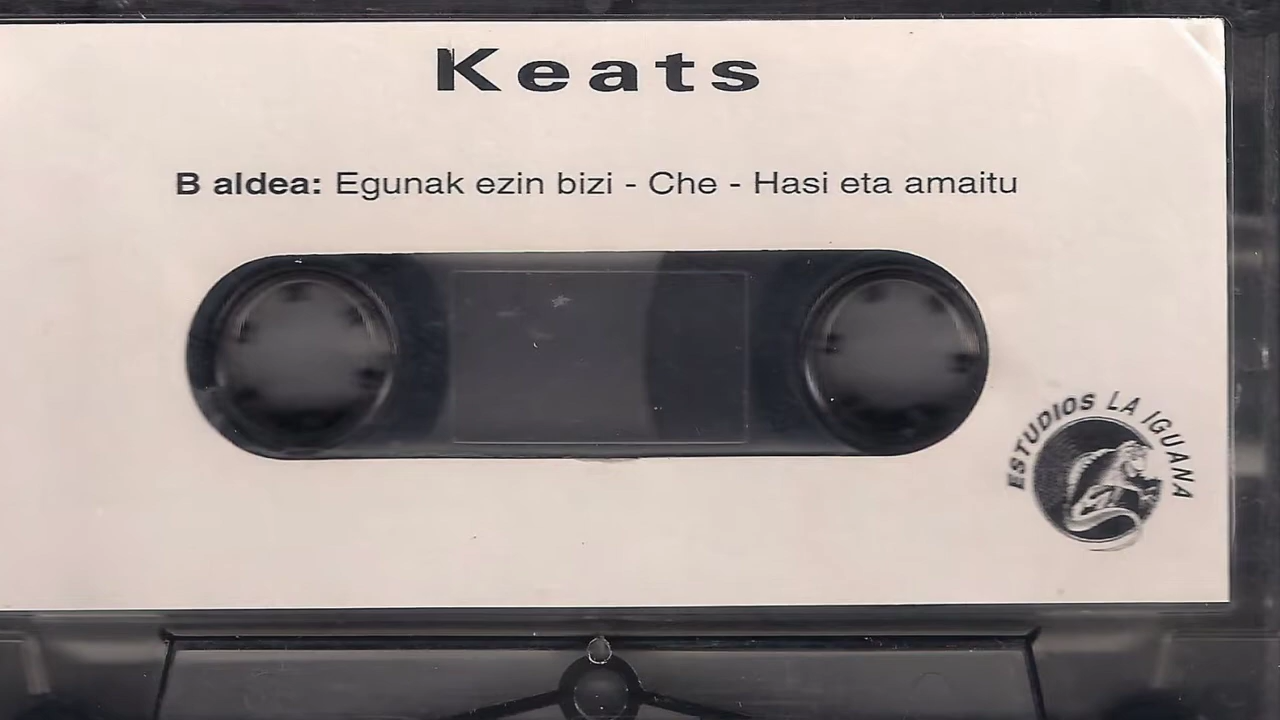 Keats
B aldea: Egunak ezin bizi - Che - Hasi eta amaitu
ESTUDIOS LA IGUANA